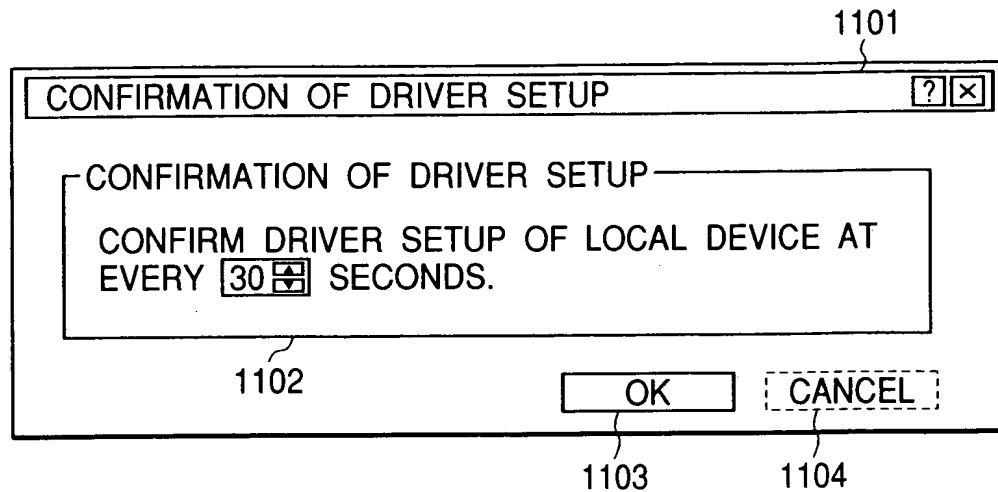 1101
CONFIRMATION OF DRIVER SETUP ? ×
CONFIRMATION OF DRIVER SETUP
CONFIRM DRIVER SETUP OF LOCAL DEVICE AT
EVERY 30 SECONDS.
1102
OK CANCEL
1103 1104